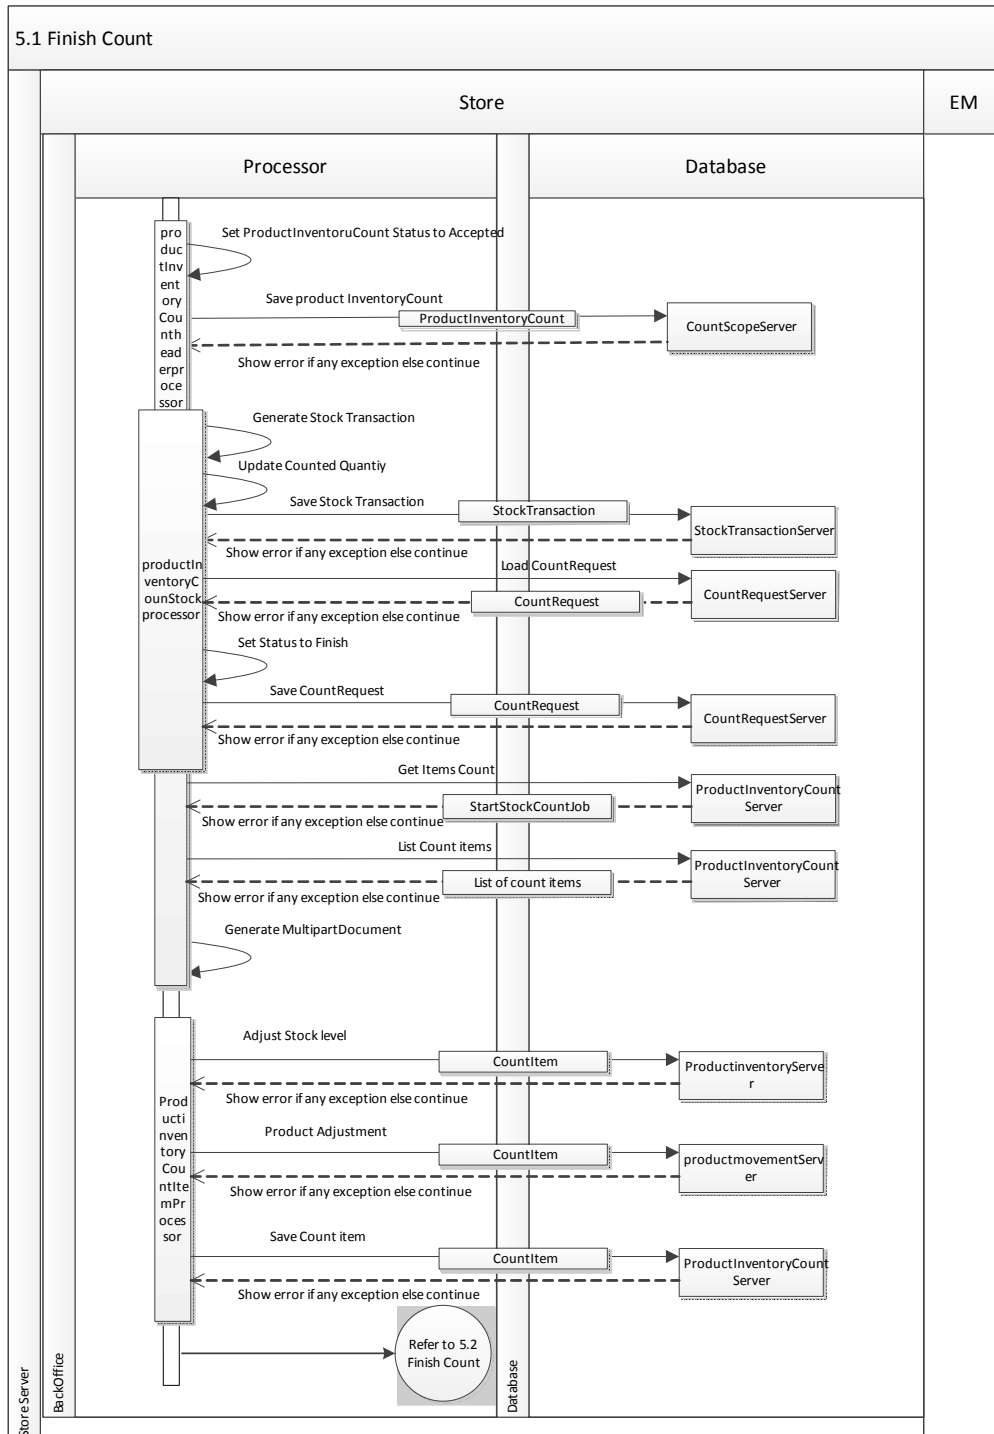 5.1 Finish Count
Store
EM
Processor
Database
pro
duc
tInv
ent
ory
Cou
nth
ead
erpr
oce
ssor
Set ProductInventoruCount Status to Accepted
Save product InventoryCount
ProductInventoryCount
CountScopeServer
Show error if any exception else continue
Generate Stock Transaction
Update Counted Quantiy
Save Stock Transaction
StockTransaction
StockTransactionServer
Show error if any exception else continue
productIn
ventoryC
ounStock
processor
Load CountRequest
CountRequestServer
CountRequest
Show error if any exception else continue
Set Status to Finish
Save CountRequest
CountRequest
CountRequestServer
Show error if any exception else continue
Get Items Count
ProductInventoryCount
Server
StartStockCountJob
Show error if any exception else continue
List Count items
ProductInventoryCount
Server
List of count items
Show error if any exception else continue
Generate MultipartDocument
Adjust Stock level
CountItem
ProductinventoryServe
r
Show error if any exception else continue
Prod
ucti
nven
tory
Cou
ntIte
mPr
oces
sor
Product Adjustment
CountItem
productmovementServ
er
Show error if any exception else continue
Save Count item
CountItem
ProductInventoryCount
Server
Show error if any exception else continue
Refer to 5.2
Finish Count
Store Server
BackOffice
Database